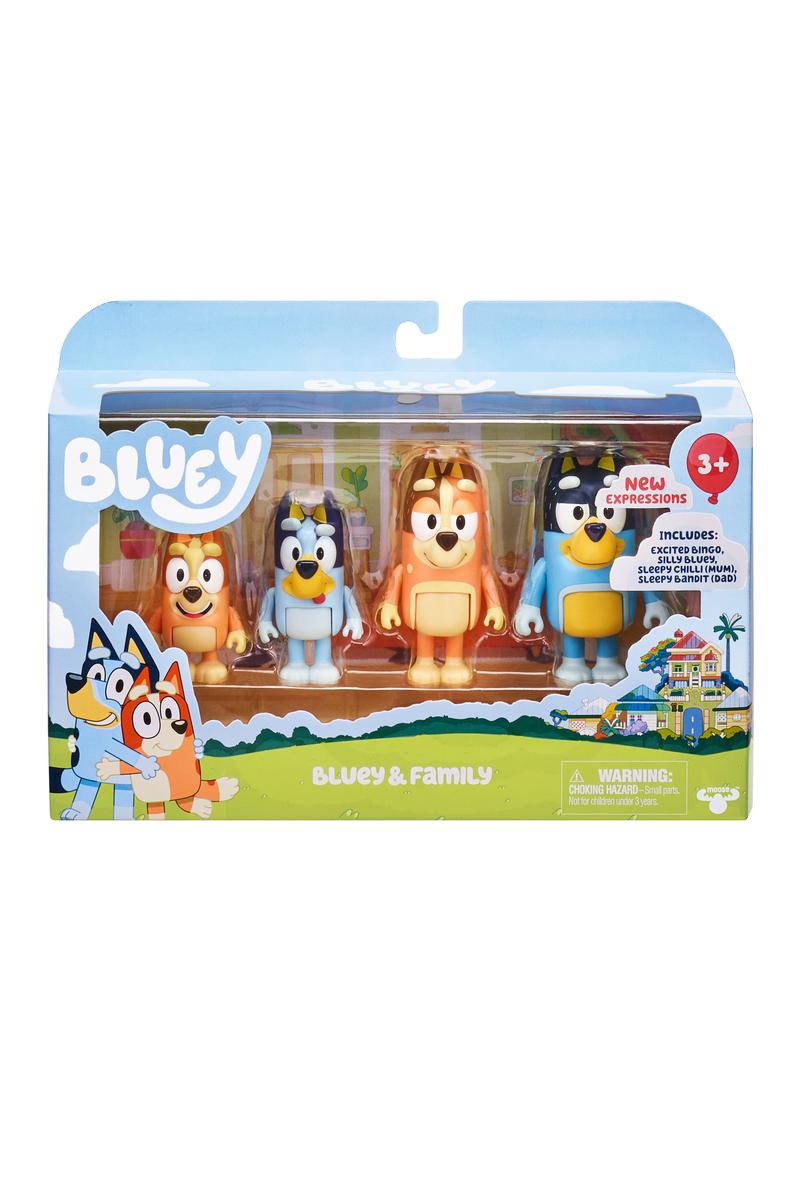 BLUEY
BLUEY
3+
NEW
EXPRESSIONS
INCLUDES:
EXCITED BINGO,
SILLY BLUEY,
SLEEPY CHILLI (MUM),
SLEEPY BANDIT (DAD)
BLUEY & FAMILY
WARNING:
CHOKING HAZARD–Small parts.
Not for children under 3 years.
moose